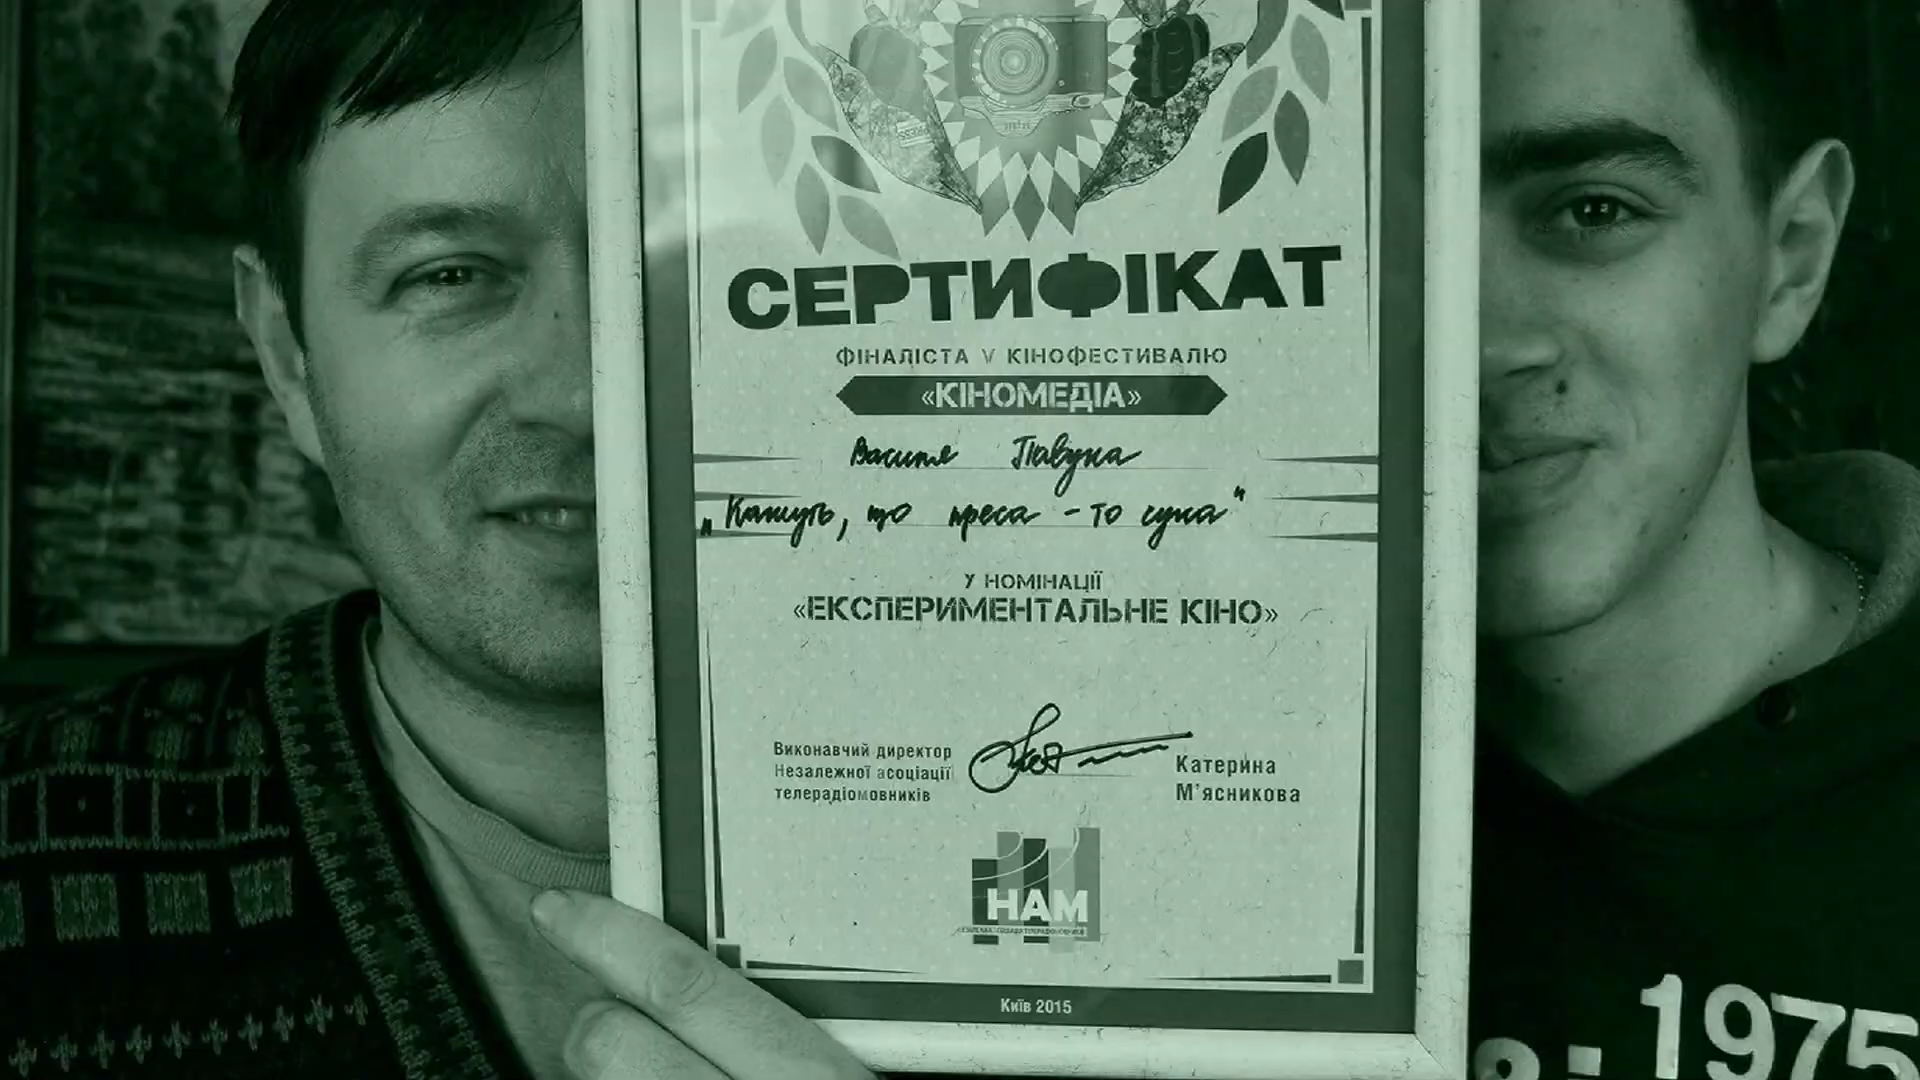 СЕРТИФІКАТ
ФІНАЛІСТА V КІНОФЕСТИВАЛЮ
«КІНОМЕДІА»
Василя Павука
„Кажуть, що преса - то сука"
У НОМІНАЦІЇ
«ЕКСПЕРИМЕНТАЛЬНЕ КІНО»
Виконавчий директор
Незалежної асоціації
телерадіомовників
Катерина
М'ясникова
НАМ
Київ 2015
1975